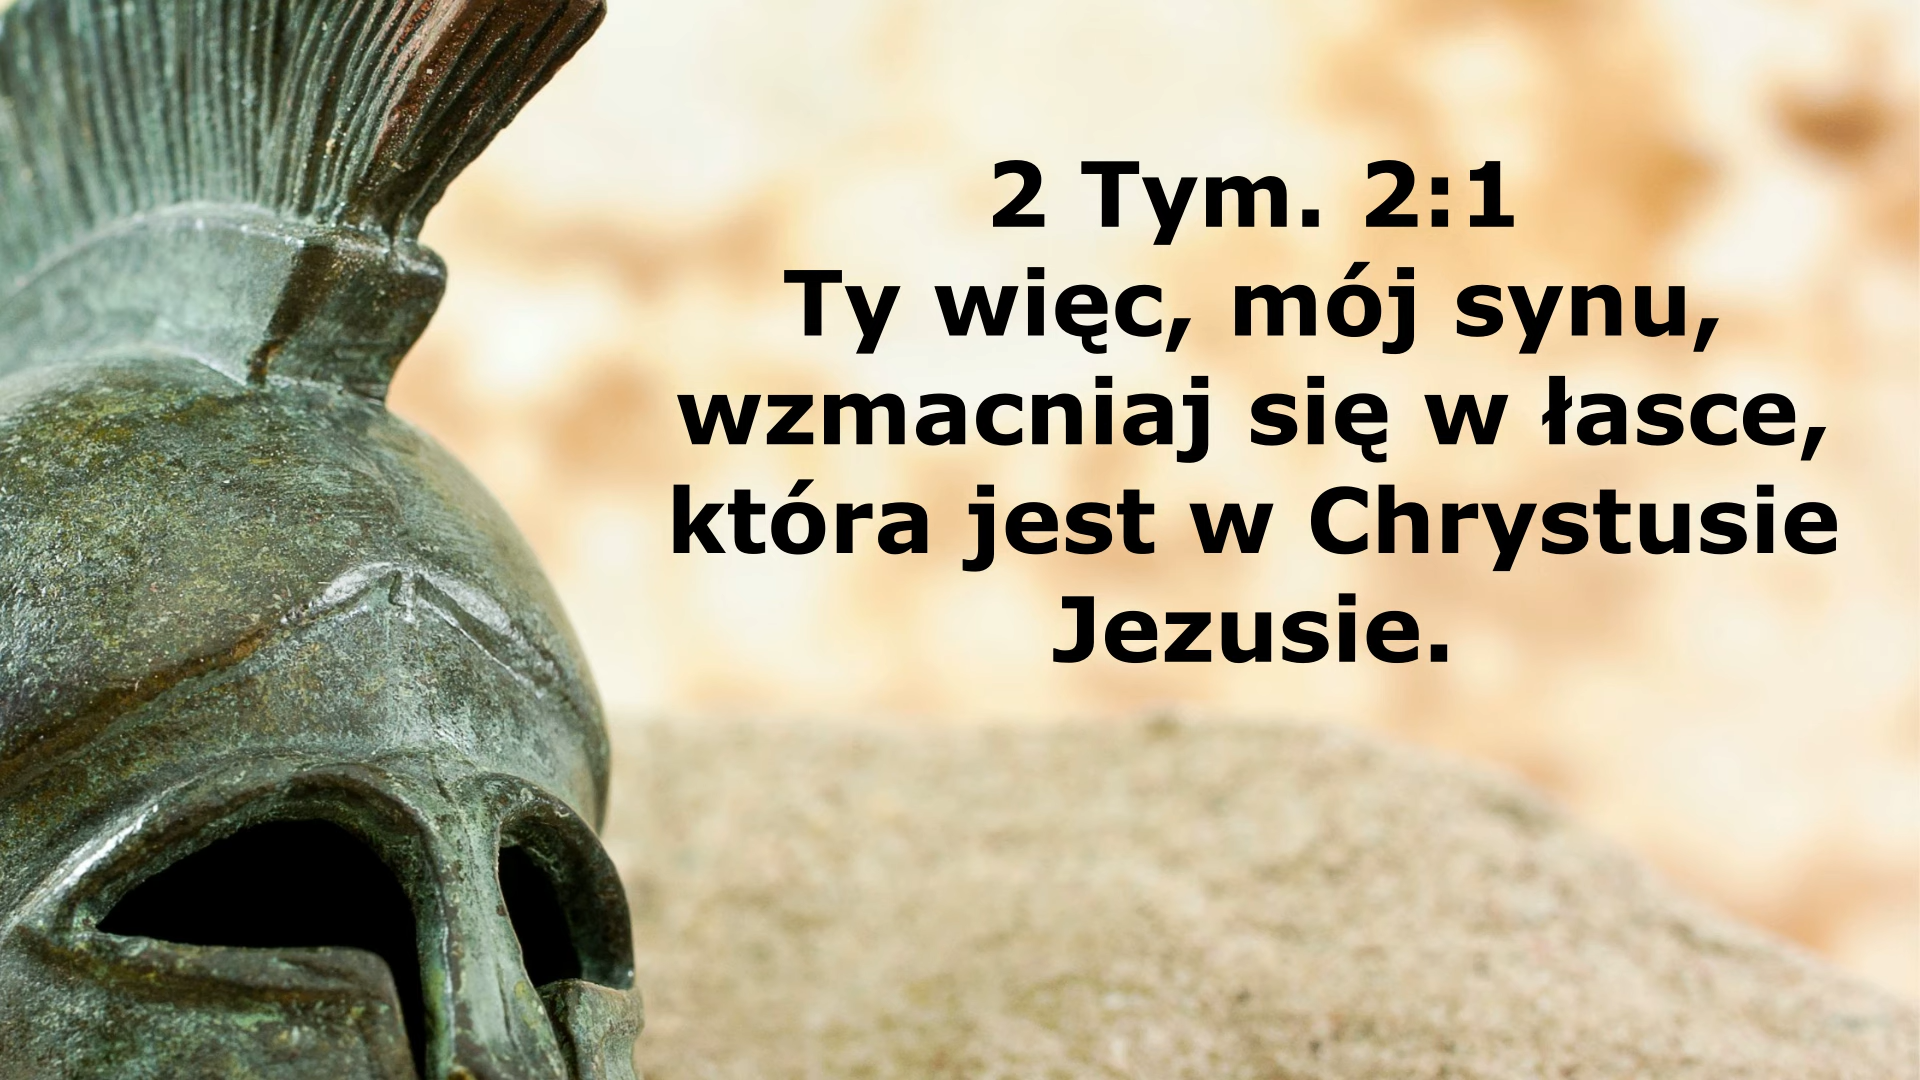 2 Tym. 2:1
Ty więc, mój synu,
wzmacniaj się w łasce,
która jest w Chrystusie
Jezusie.